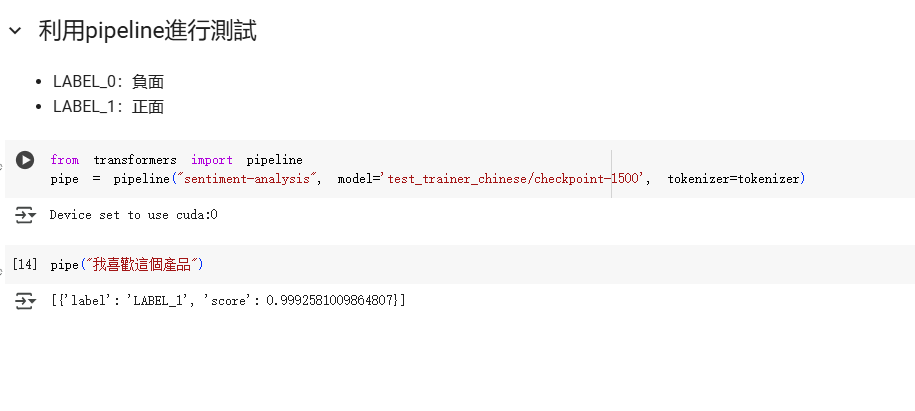 利用pipeline進行測試
LABEL_0：負面
LABEL_1：正面
from transformers import pipeline
pipe = pipeline("sentiment-analysis", model='test_trainer_chinese/checkpoint-1500', tokenizer=tokenizer)
Device set to use cuda:0
[14] pipe("我喜歡這個產品")
[{'label': 'LABEL_1', 'score': 0.9992581009864807}]